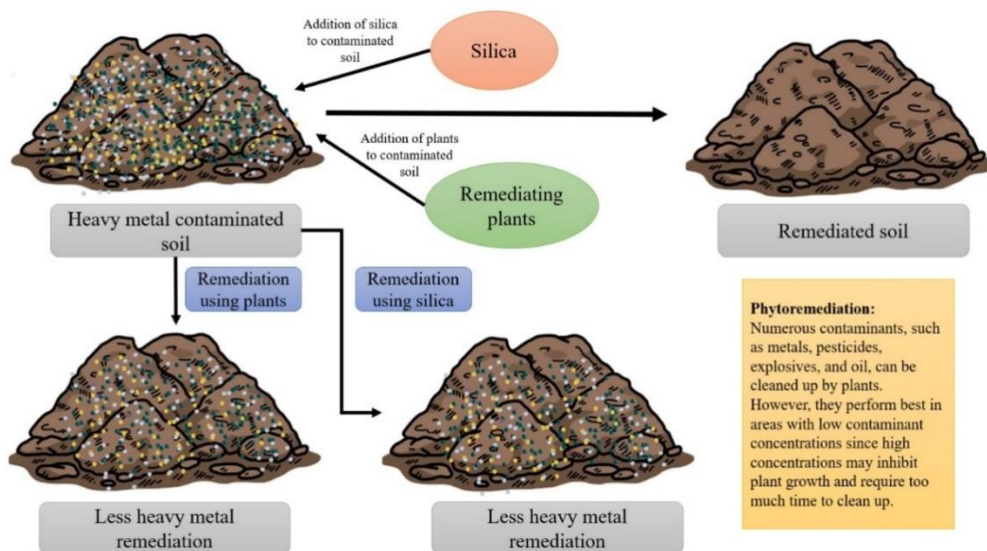 Addition of silica
to contaminated
soil
Silica
Addition of plants
to contaminated
soil
Remediating
plants
Heavy metal contaminated
soil
Remediated soil
Remediation
using plants
Remediation
using silica
Phytoremediation:
Numerous contaminants, such
as metals, pesticides,
explosives, and oil, can be
cleaned up by plants.
However, they perform best in
areas with low contaminant
concentrations since high
concentrations may inhibit
plant growth and require too
much time to clean up.
Less heavy metal
remediation
Less heavy metal
remediation